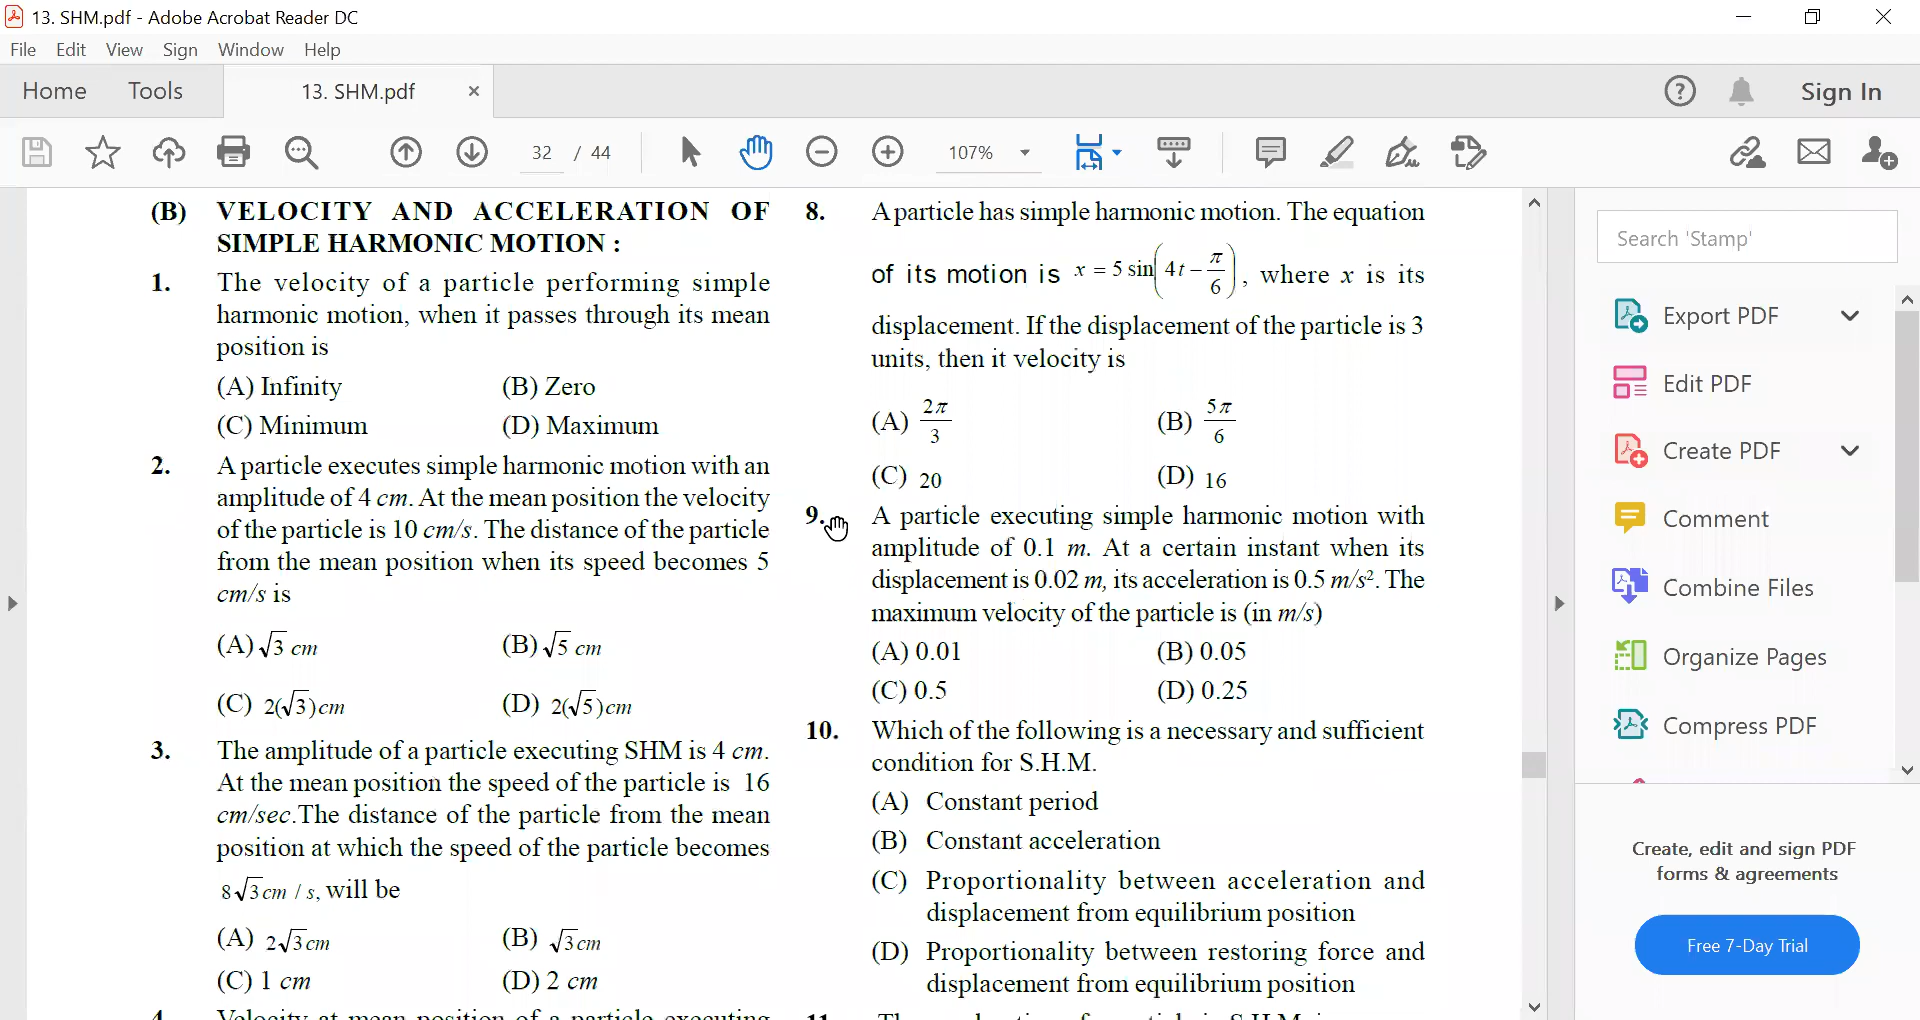 13. SHM.pdf - Adobe Acrobat Reader DC
File Edit View Sign Window Help
Home Tools 13. SHM.pdf × ? Sign In
32 / 44 107%
(B) VELOCITY AND ACCELERATION OF
SIMPLE HARMONIC MOTION :
1. The velocity of a particle performing simple
harmonic motion, when it passes through its mean
position is
(A) Infinity (B) Zero
(C) Minimum (D) Maximum
2. A particle executes simple harmonic motion with an
amplitude of 4 cm. At the mean position the velocity
of the particle is 10 cm/s. The distance of the particle
from the mean position when its speed becomes 5
cm/s is
(A) √3 cm (B) √5 cm
(C) 2(√3)cm (D) 2(√5)cm
3. The amplitude of a particle executing SHM is 4 cm.
At the mean position the speed of the particle is 16
cm/sec.The distance of the particle from the mean
position at which the speed of the particle becomes
8√3cm / s, will be
(A) 2√3cm (B) √3cm
(C) 1 cm (D) 2 cm
4. Velocity at mean position of a particle executing
8. A particle has simple harmonic motion. The equation
of its motion is x = 5 sin(4t − π/6), where x is its
displacement. If the displacement of the particle is 3
units, then it velocity is
(A) 2π/3 (B) 5π/6
(C) 20 (D) 16
9. A particle executing simple harmonic motion with
amplitude of 0.1 m. At a certain instant when its
displacement is 0.02 m, its acceleration is 0.5 m/s². The
maximum velocity of the particle is (in m/s)
(A) 0.01 (B) 0.05
(C) 0.5 (D) 0.25
10. Which of the following is a necessary and sufficient
condition for S.H.M.
(A) Constant period
(B) Constant acceleration
(C) Proportionality between acceleration and
displacement from equilibrium position
(D) Proportionality between restoring force and
displacement from equilibrium position
11.
Search 'Stamp'
Export PDF
Edit PDF
Create PDF
Comment
Combine Files
Organize Pages
Compress PDF
Create, edit and sign PDF
forms & agreements
Free 7-Day Trial